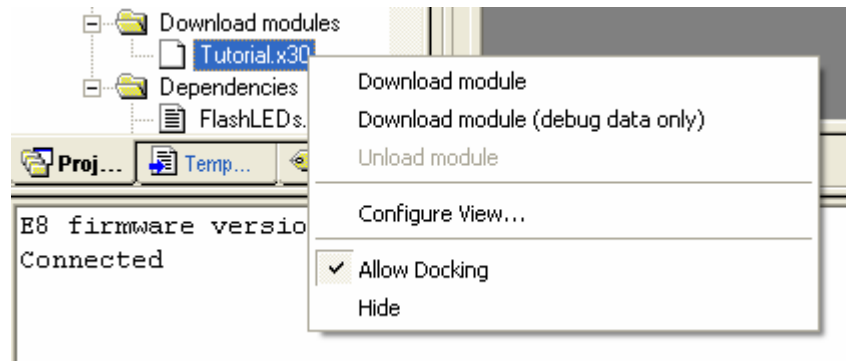 Download modules
Tutorial.x30
Dependencies
FlashLEDs.
Proj...
Temp...
Download module
Download module (debug data only)
Unload module
Configure View...
Allow Docking
Hide
E8 firmware versio
Connected